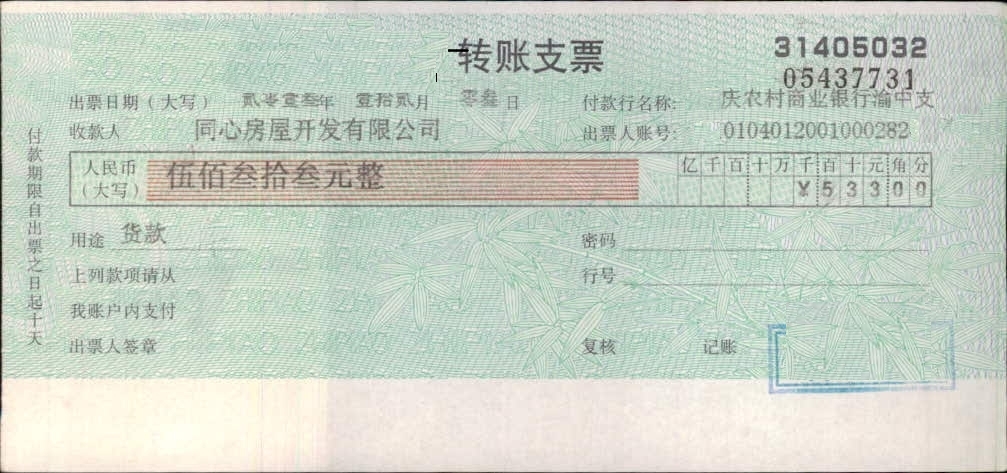 转账支票
31405032
05437731
出票日期（大写） 贰零壹叁年 壹拾贰月 零叁日 付款行名称: 庆农村商业银行渝中支
收款人 同心房屋开发有限公司 出票人账号: 0104012001000282
人民币（大写） 伍佰叁拾叁元整 亿千百十万千百十元角分
¥53300
用途 货款 密码
上列款项请从 行号
我账户内支付
出票人签章 复核 记账
付款期限自出票之日起十天